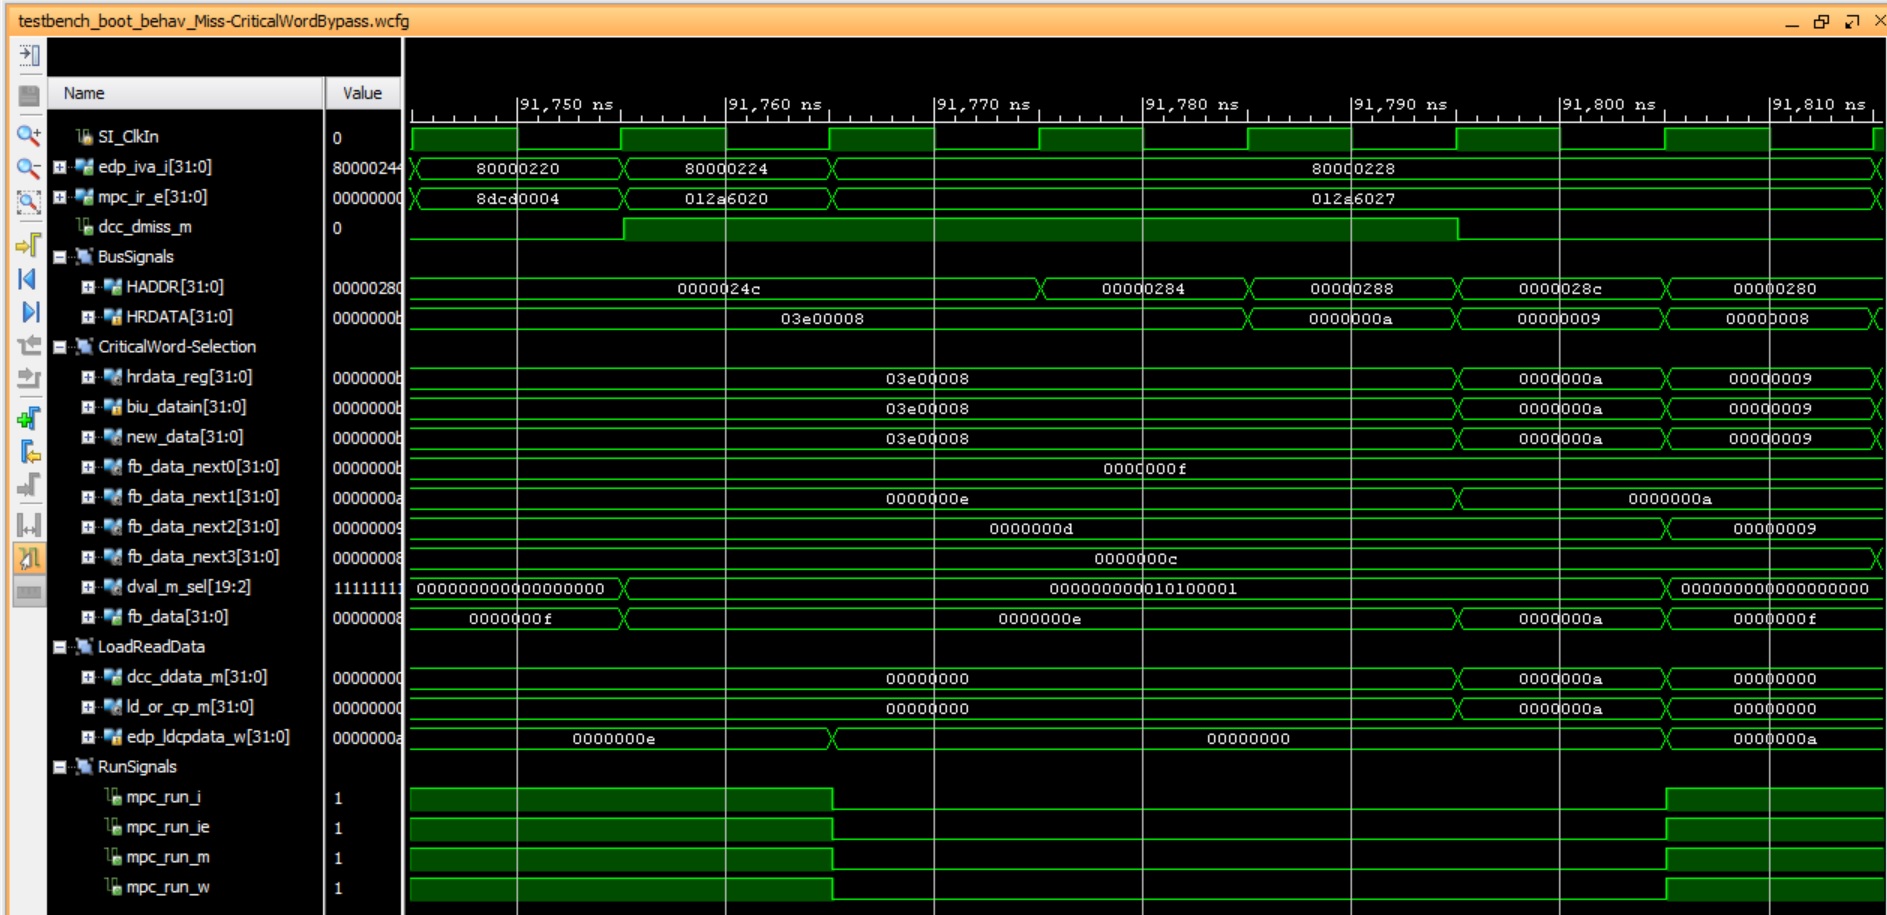 testbench_boot_behav_Miss-CriticalWordBypass.wcfg
Name Value
91,750 ns 91,760 ns 91,770 ns 91,780 ns 91,790 ns 91,800 ns 91,810 ns
SI_ClkIn 0
edp_iva_i[31:0] 80000244 80000220 80000224 80000228
mpc_ir_e[31:0] 00000000 8dcd0004 012a6020 012a6027
dcc_dmiss_m 0
BusSignals
HADDR[31:0] 00000280 0000024c 00000284 00000288 0000028c 00000280
HRDATA[31:0] 0000000b 03e00008 0000000a 00000009 00000008
CriticalWord-Selection
hrdata_reg[31:0] 0000000b 03e00008 0000000a 00000009
biu_datain[31:0] 0000000b 03e00008 0000000a 00000009
new_data[31:0] 0000000b 03e00008 0000000a 00000009
fb_data_next0[31:0] 0000000b 0000000f
fb_data_next1[31:0] 0000000a 0000000e 0000000a
fb_data_next2[31:0] 00000009 0000000d 00000009
fb_data_next3[31:0] 00000008 0000000c
dval_m_sel[19:2] 11111111 000000000000000000 000000000010100001 000000000000000000
fb_data[31:0] 00000008 0000000f 0000000e 0000000a 0000000f
LoadReadData
dcc_ddata_m[31:0] 00000000 00000000 0000000a 00000000
ld_or_cp_m[31:0] 00000000 00000000 0000000a 00000000
edp_ldcpdata_w[31:0] 0000000a 0000000e 00000000 0000000a
RunSignals
mpc_run_i 1
mpc_run_ie 1
mpc_run_m 1
mpc_run_w 1